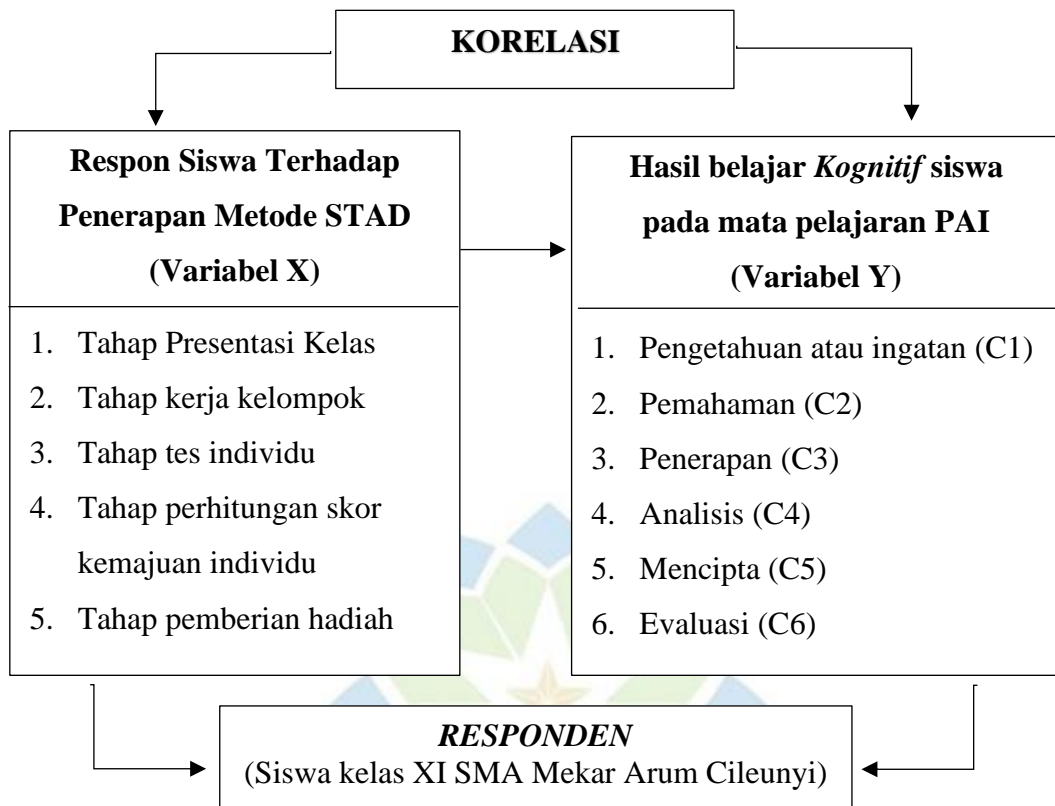 KORELASI
Respon Siswa Terhadap
Penerapan Metode STAD
(Variabel X)
1. Tahap Presentasi Kelas
2. Tahap kerja kelompok
3. Tahap tes individu
4. Tahap perhitungan skor
kemajuan individu
5. Tahap pemberian hadiah
Hasil belajar Kognitif siswa
pada mata pelajaran PAI
(Variabel Y)
1. Pengetahuan atau ingatan (C1)
2. Pemahaman (C2)
3. Penerapan (C3)
4. Analisis (C4)
5. Mencipta (C5)
6. Evaluasi (C6)
RESPONDEN
(Siswa kelas XI SMA Mekar Arum Cileunyi)